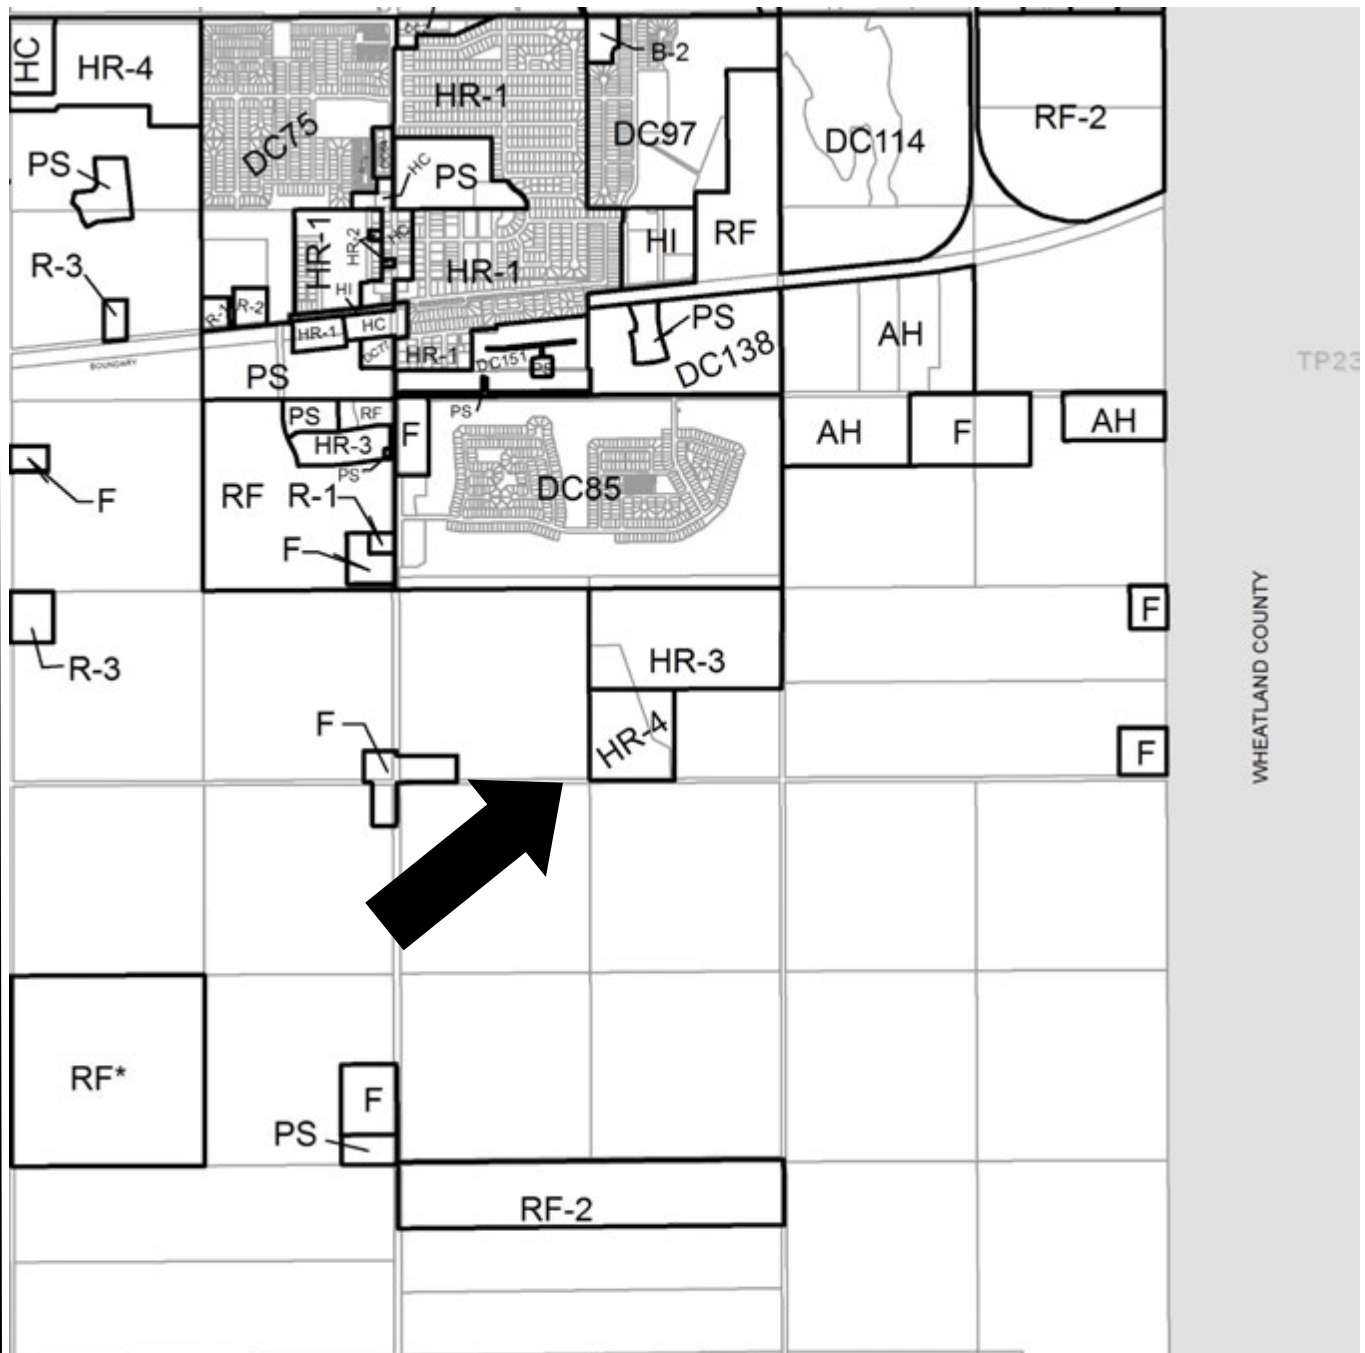 HC
HR-4
HR-1
B-2
DC75
DC97
DC114
RF-2
PS
HC
PS
HR-1
HR-2
HC
HR-1
HI
RF
R-3
HI
R-1
R-2
HR-1
HC
PS
AH
BOUNDARY
DC77
HR-1
DC151
PS
DC138
TP23
PS
PS
RF
PS
F
AH
F
AH
HR-3
PS
F
RF
R-1
DC85
F
F
R-3
HR-3
WHEATLAND COUNTY
F
HR-4
F
RF*
F
PS
RF-2